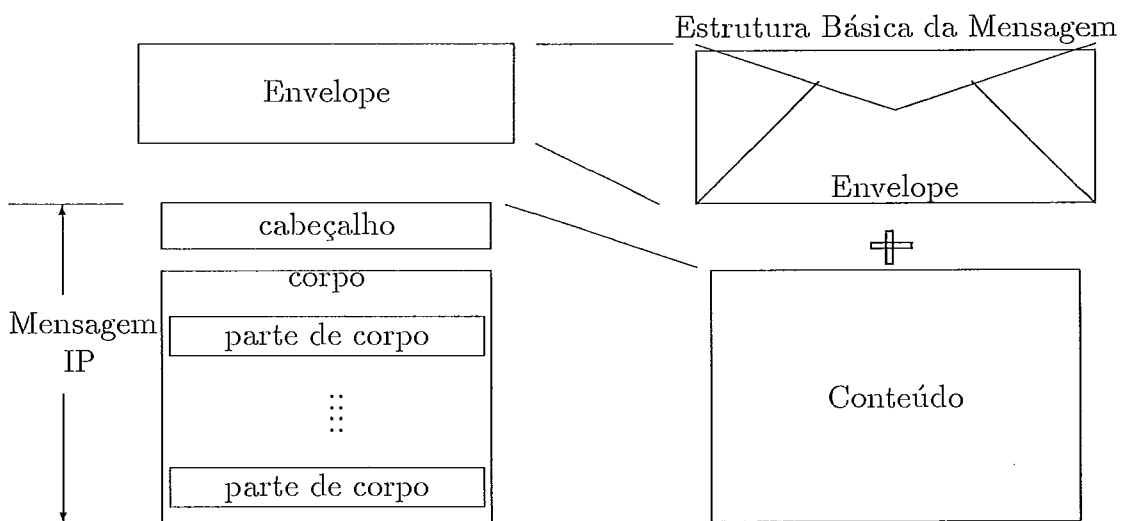 Estrutura Básica da Mensagem
Envelope
Envelope
cabeçalho
corpo
parte de corpo
Mensagem
IP
parte de corpo
Conteúdo